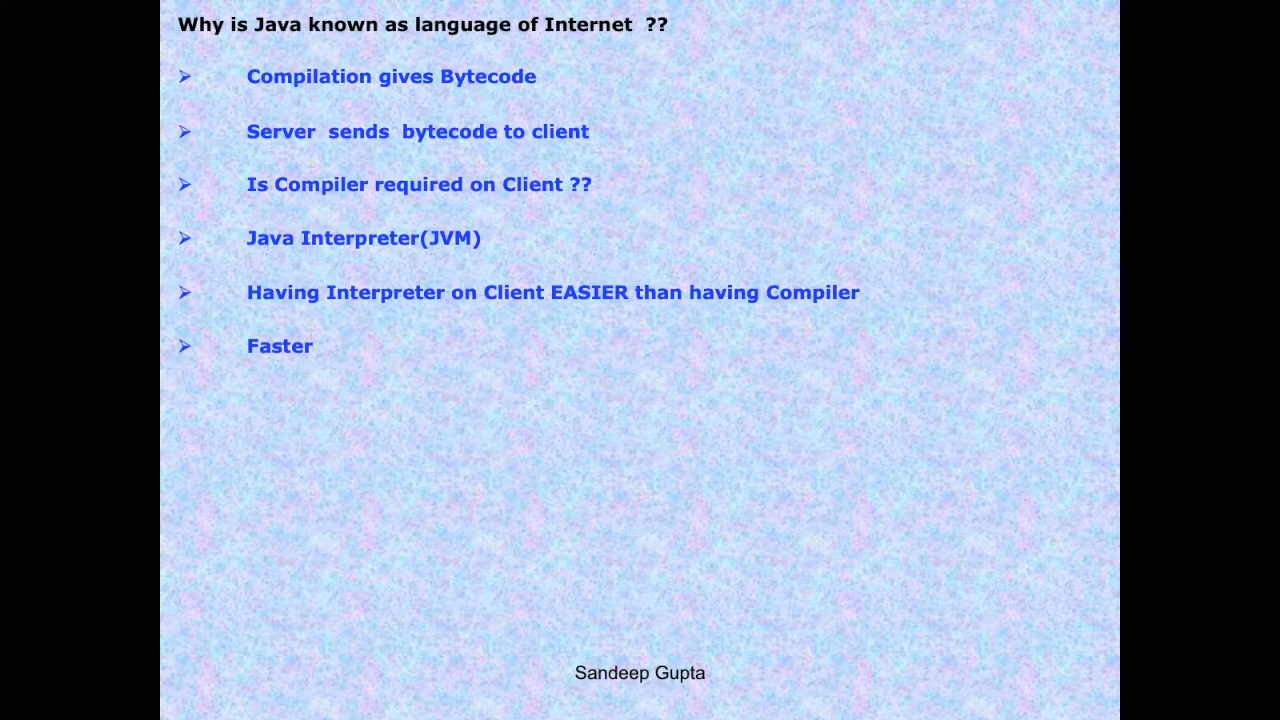 Why is Java known as language of Internet  ??
➢ Compilation gives Bytecode
➢ Server  sends  bytecode to client
➢ Is Compiler required on Client ??
➢ Java Interpreter(JVM)
➢ Having Interpreter on Client EASIER than having Compiler
➢ Faster
Sandeep Gupta